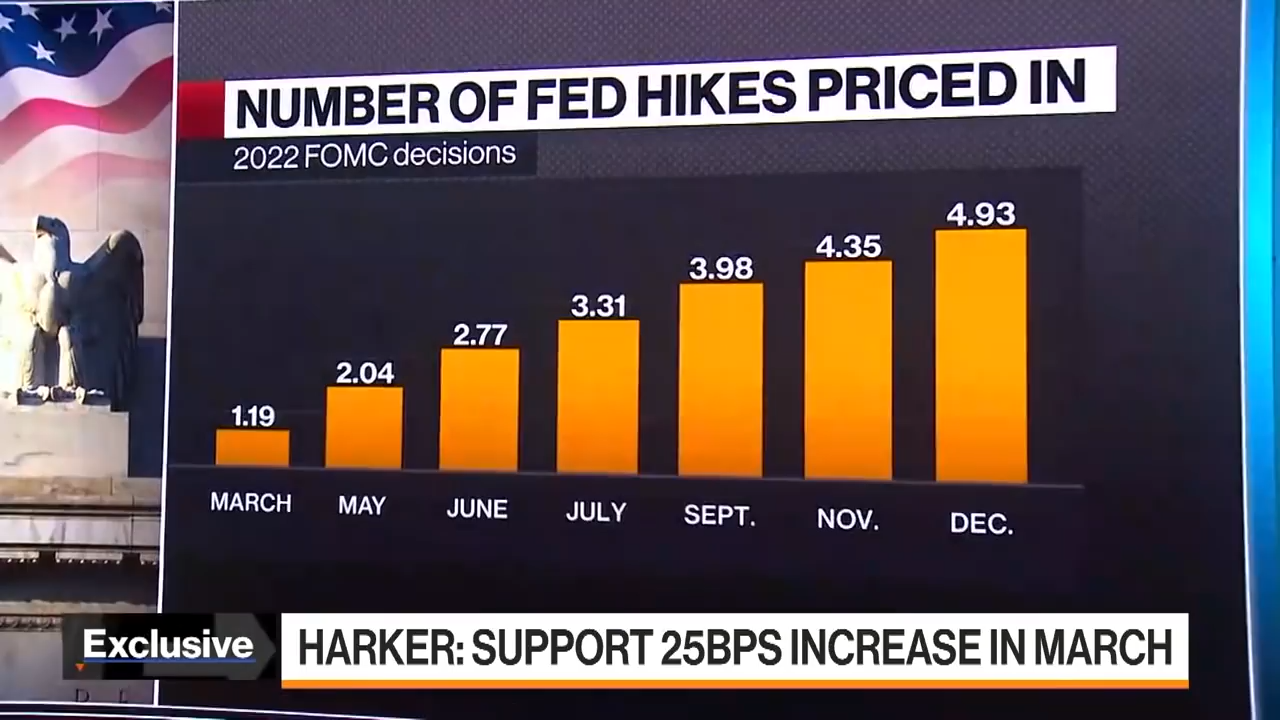 NUMBER OF FED HIKES PRICED IN
2022 FOMC decisions
1.19
2.04
2.77
3.31
3.98
4.35
4.93
MARCH
MAY
JUNE
JULY
SEPT.
NOV.
DEC.
Exclusive
HARKER: SUPPORT 25BPS INCREASE IN MARCH